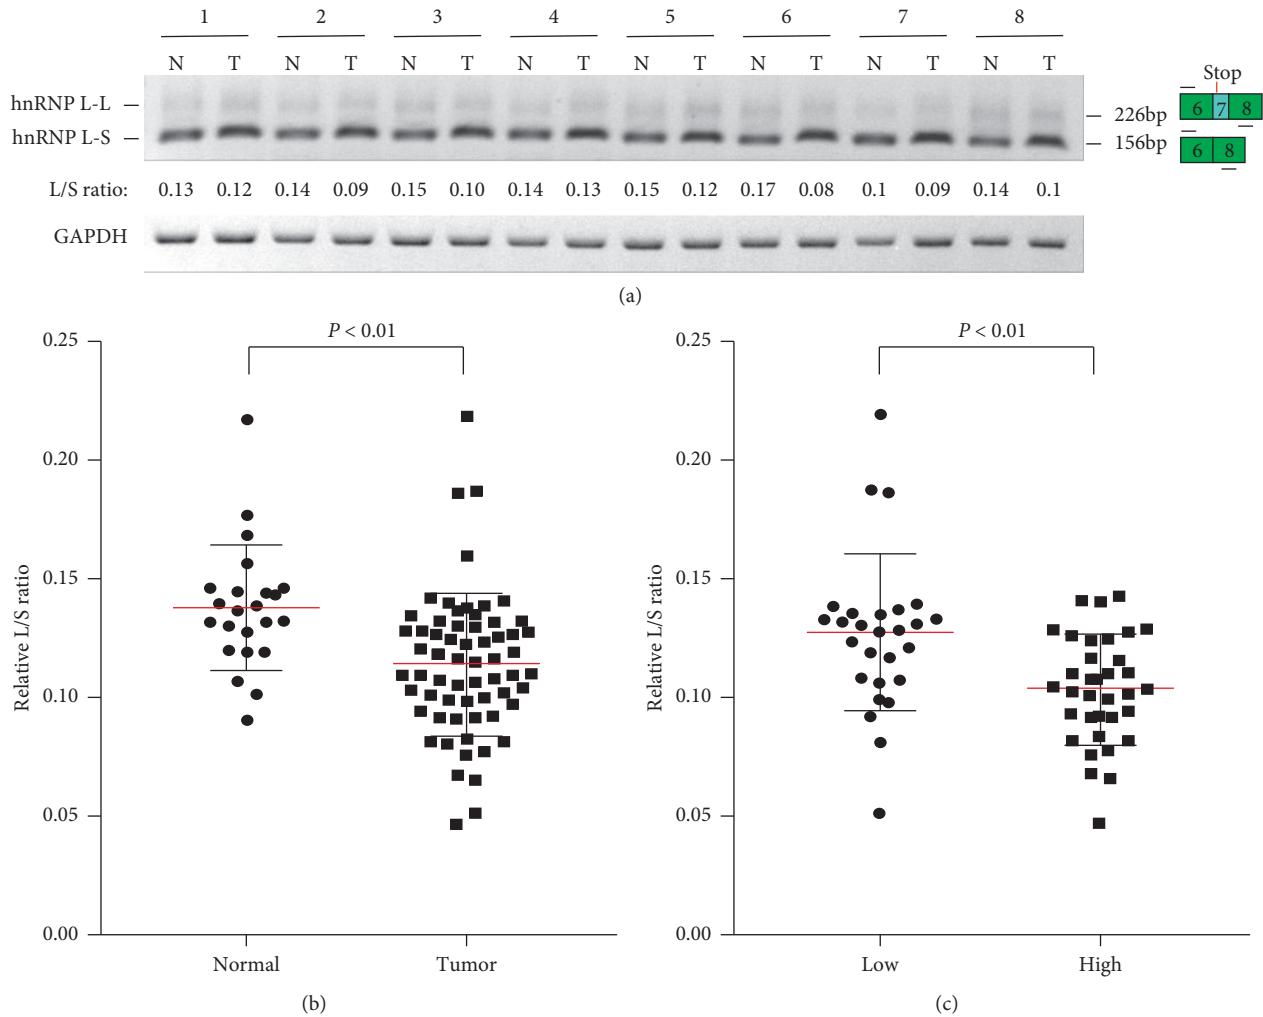 1 2 3 4 5 6 7 8
N T N T N T N T N T N T N T N T
hnRNP L-L
hnRNP L-S
226bp
156bp
Stop
6 7 8
6 8
L/S ratio: 0.13 0.12 0.14 0.09 0.15 0.10 0.14 0.13 0.15 0.12 0.17 0.08 0.1 0.09 0.14 0.1
GAPDH
(a)
P < 0.01
Relative L/S ratio
0.25
0.20
0.15
0.10
0.05
0.00
Normal Tumor
(b)
P < 0.01
Relative L/S ratio
0.25
0.20
0.15
0.10
0.05
0.00
Low High
(c)